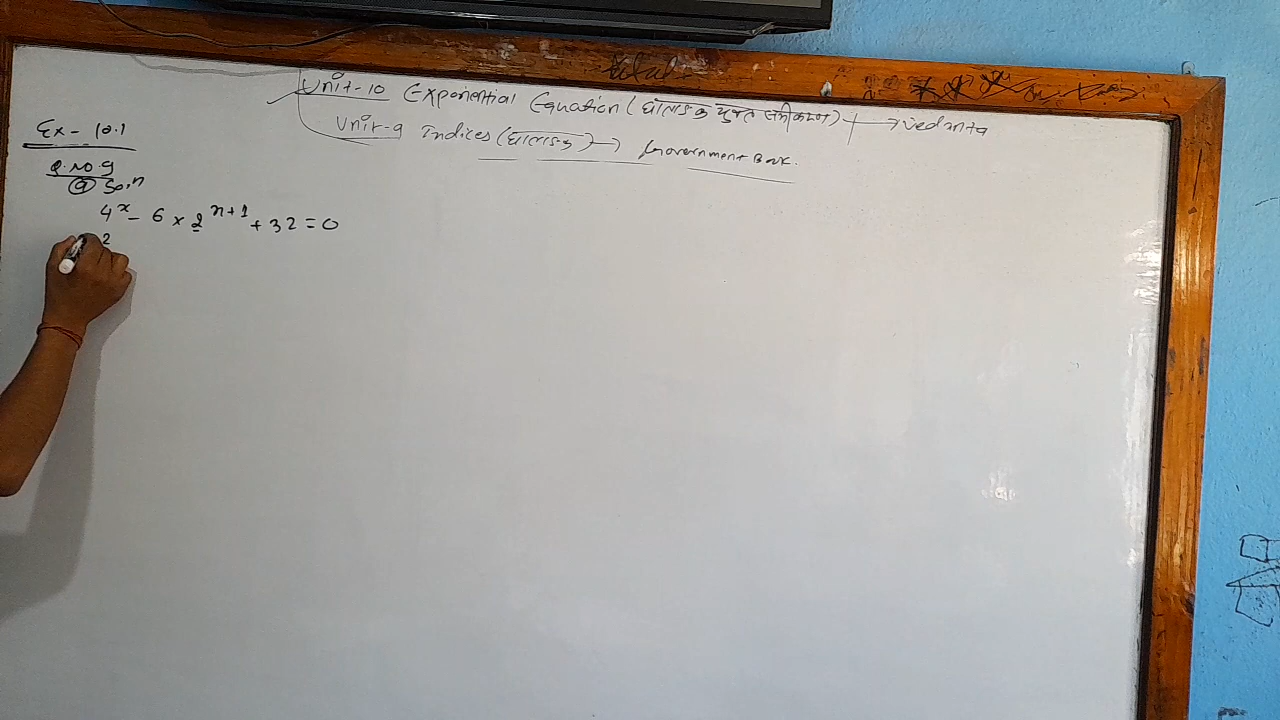 Unit-10 Exponential Equation (घातांक युक्त समीकरण) → vedanta
Unit-9 Indices (घातांक) → Government Book.
Ex- 10.1
Q.NO.9
(a) Soln
4^x - 6 × 2^{x+1} + 32 = 0
2